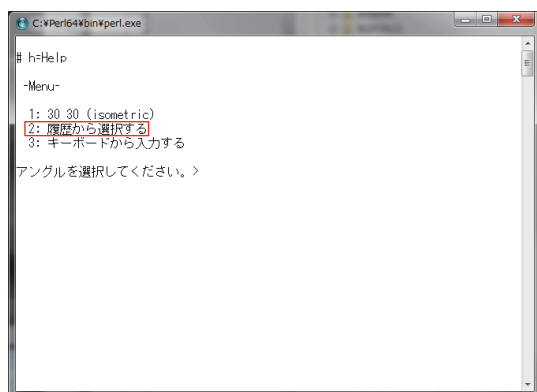 C:¥Perl64¥bin¥perl.exe
# h=Help
-Menu-
1: 30 30 (isometric)
2: 履歴から選択する
3: キーボードから入力する
アングルを選択してください。>